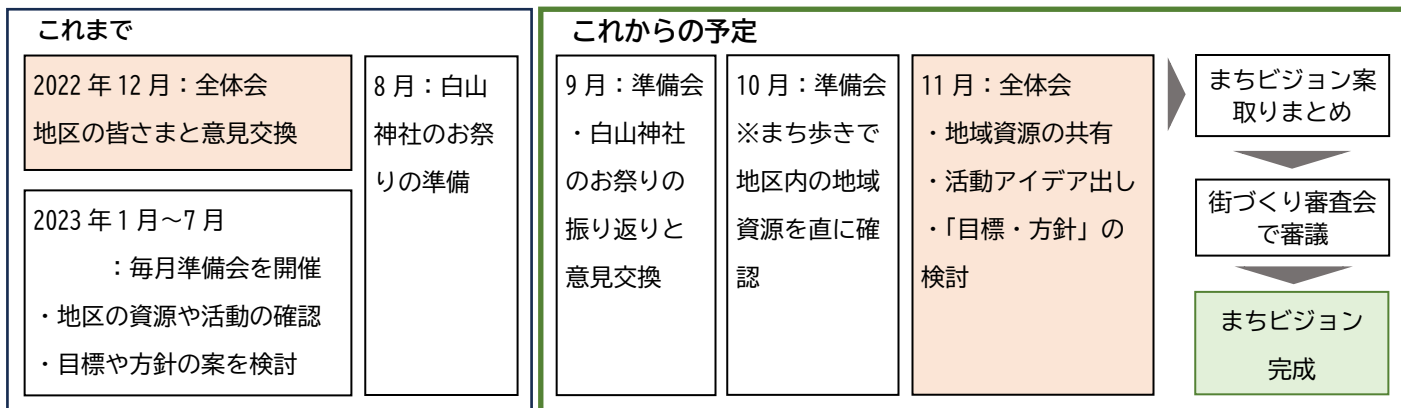 これまで
2022年12月：全体会
地区の皆さまと意見交換
2023年1月～7月
：毎月準備会を開催
・地区の資源や活動の確認
・目標や方針の案を検討
8月：白山
神社のお祭
りの準備
これからの予定
9月：準備会
・白山神社
のお祭りの
振り返りと
意見交換
10月：準備会
※まち歩きで
地区内の地域
資源を直に確
認
11月：全体会
・地域資源の共有
・活動アイデア出し
・「目標・方針」の
検討
まちビジョン案
取りまとめ
街づくり審査会
で審議
まちビジョン
完成